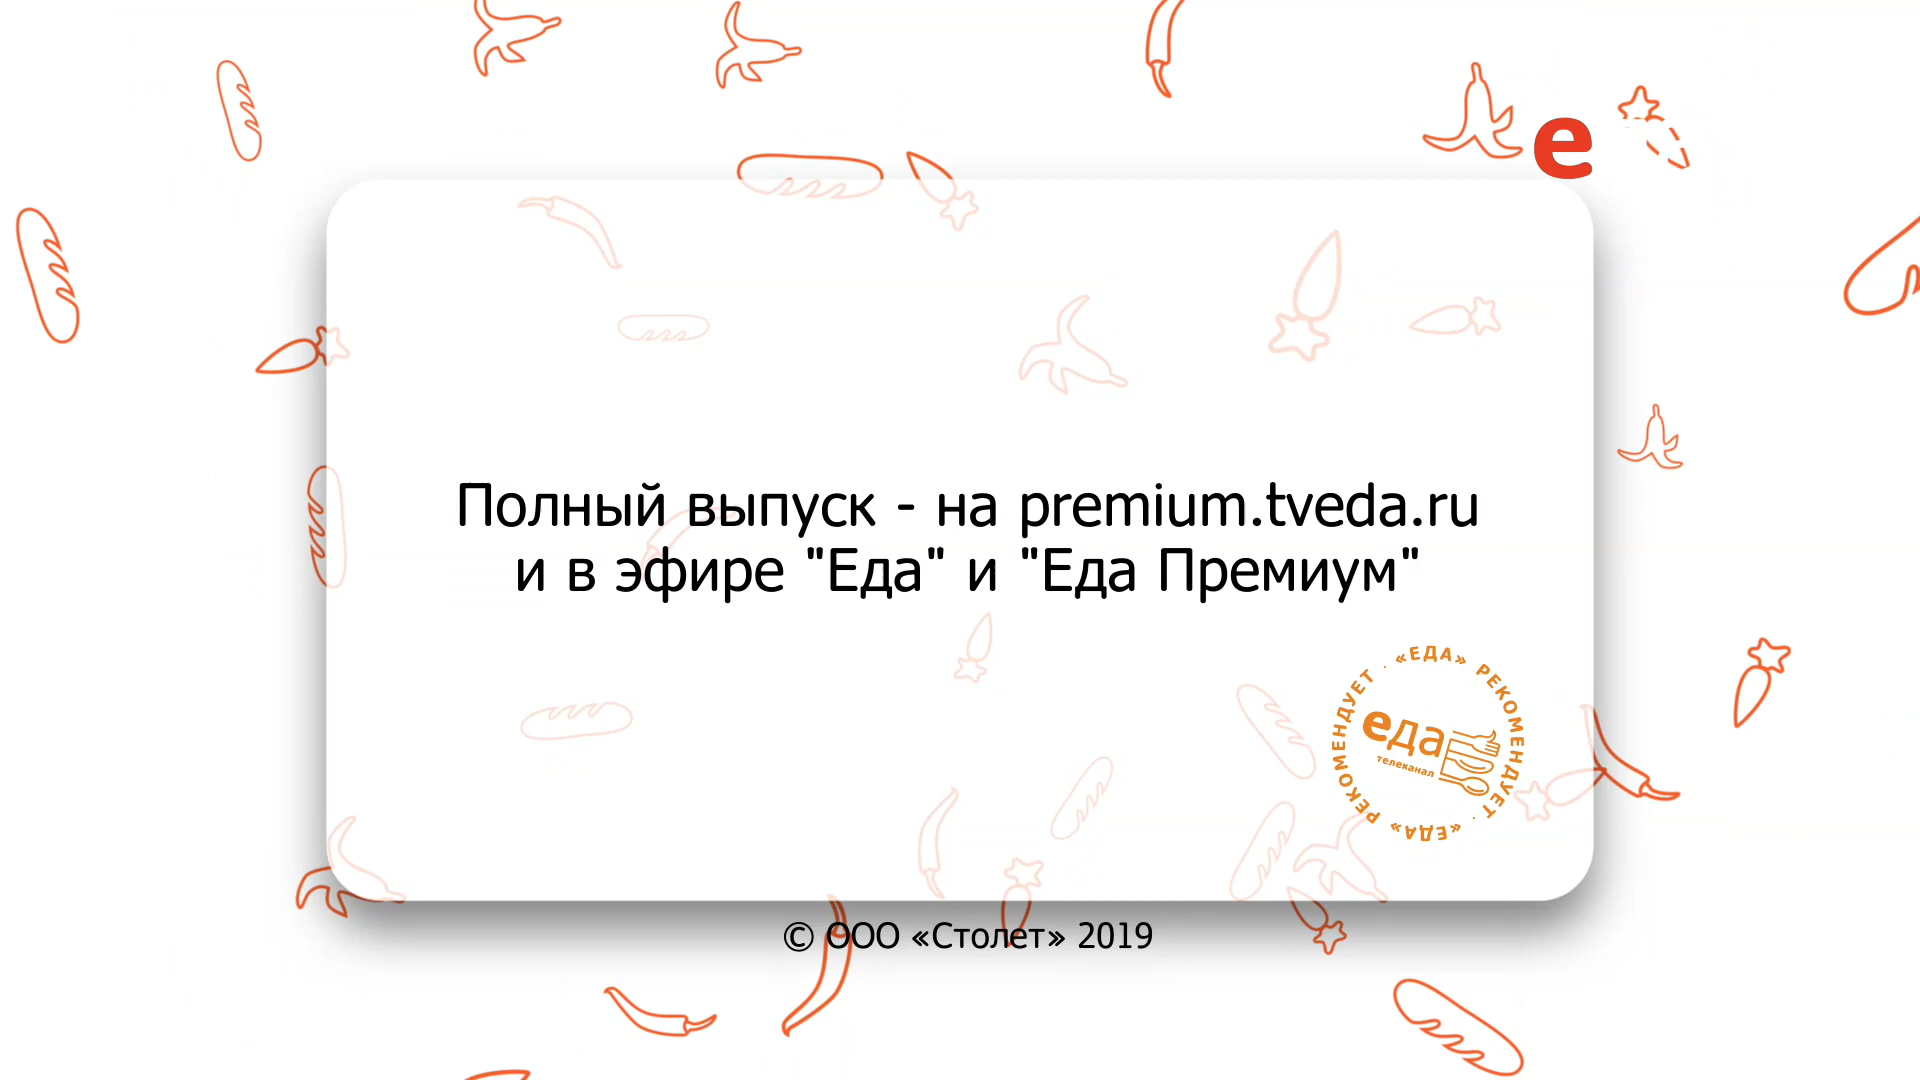 е
Полный выпуск - на premium.tveda.ru
и в эфире "Еда" и "Еда Премиум"
«ЕДА» РЕКОМЕНДУЕТ · «ЕДА» РЕКОМЕНДУЕТ ·
еда
телеканал
© ООО «Столет» 2019